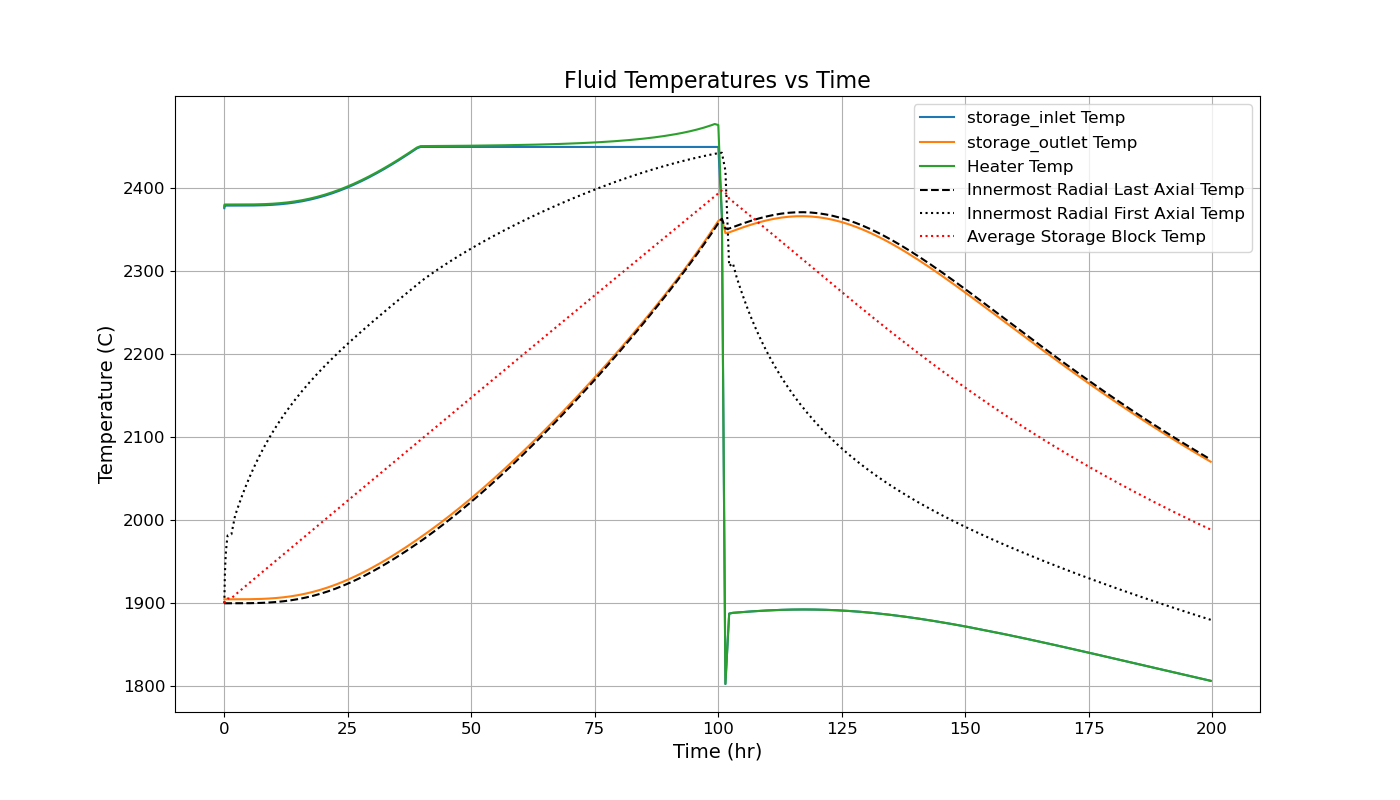 Fluid Temperatures vs Time
storage_inlet Temp
storage_outlet Temp
Heater Temp
Innermost Radial Last Axial Temp
Innermost Radial First Axial Temp
Average Storage Block Temp
Temperature (C)
2400
2300
2200
2100
2000
1900
1800
0 25 50 75 100 125 150 175 200
Time (hr)